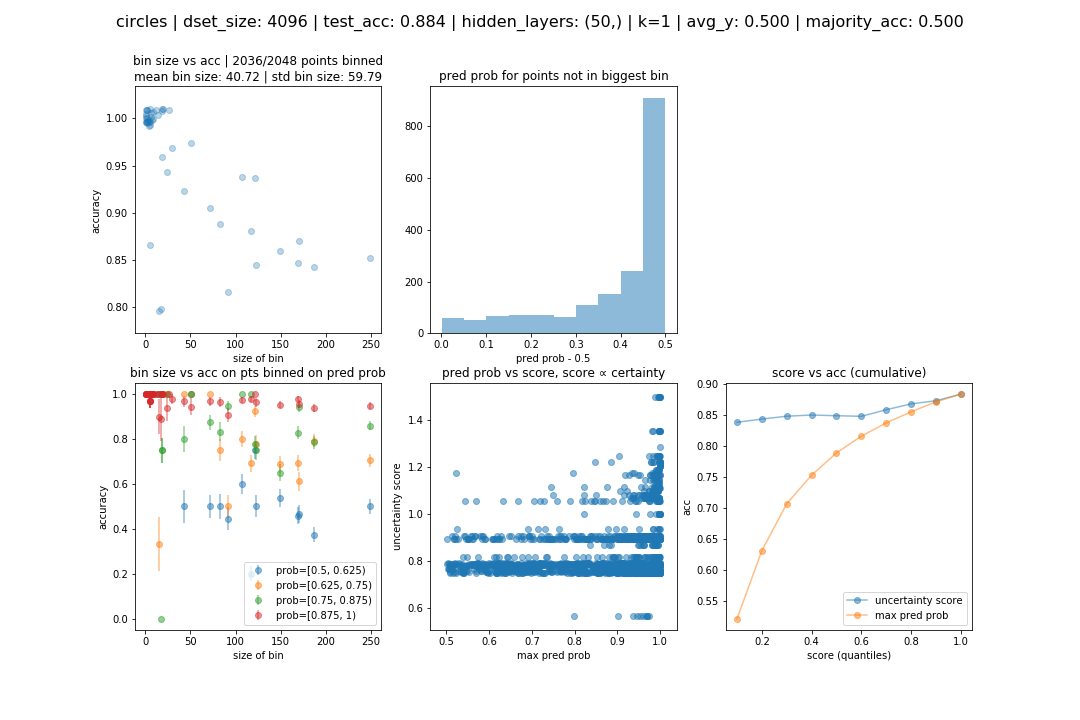 circles | dset_size: 4096 | test_acc: 0.884 | hidden_layers: (50,) | k=1 | avg_y: 0.500 | majority_acc: 0.500
bin size vs acc | 2036/2048 points binned
mean bin size: 40.72 | std bin size: 59.79
accuracy
1.00
0.95
0.90
0.85
0.80
0 50 100 150 200 250
size of bin
pred prob for points not in biggest bin
800
600
400
200
0
0.0 0.1 0.2 0.3 0.4 0.5
pred prob - 0.5
bin size vs acc on pts binned on pred prob
accuracy
1.0
0.8
0.6
0.4
0.2
0.0
prob=[0.5, 0.625)
prob=[0.625, 0.75)
prob=[0.75, 0.875)
prob=[0.875, 1)
0 50 100 150 200 250
size of bin
pred prob vs score, score ∝ certainty
uncertainty score
1.4
1.2
1.0
0.8
0.6
0.5 0.6 0.7 0.8 0.9 1.0
max pred prob
score vs acc (cumulative)
acc
0.90
0.85
0.80
0.75
0.70
0.65
0.60
0.55
uncertainty score
max pred prob
0.2 0.4 0.6 0.8 1.0
score (quantiles)